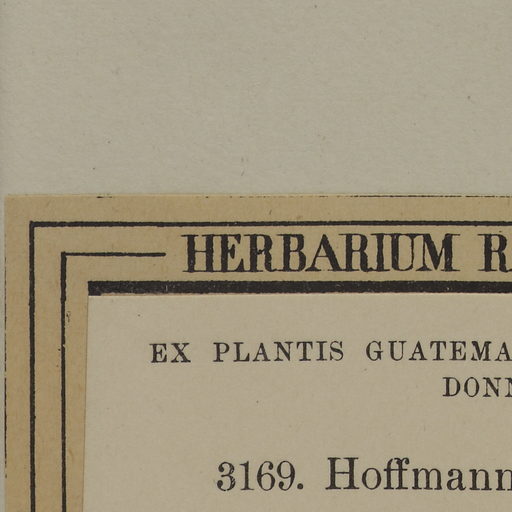 HERBARIUM R
EX PLANTIS GUATEMA
DONN
3169. Hoffmann